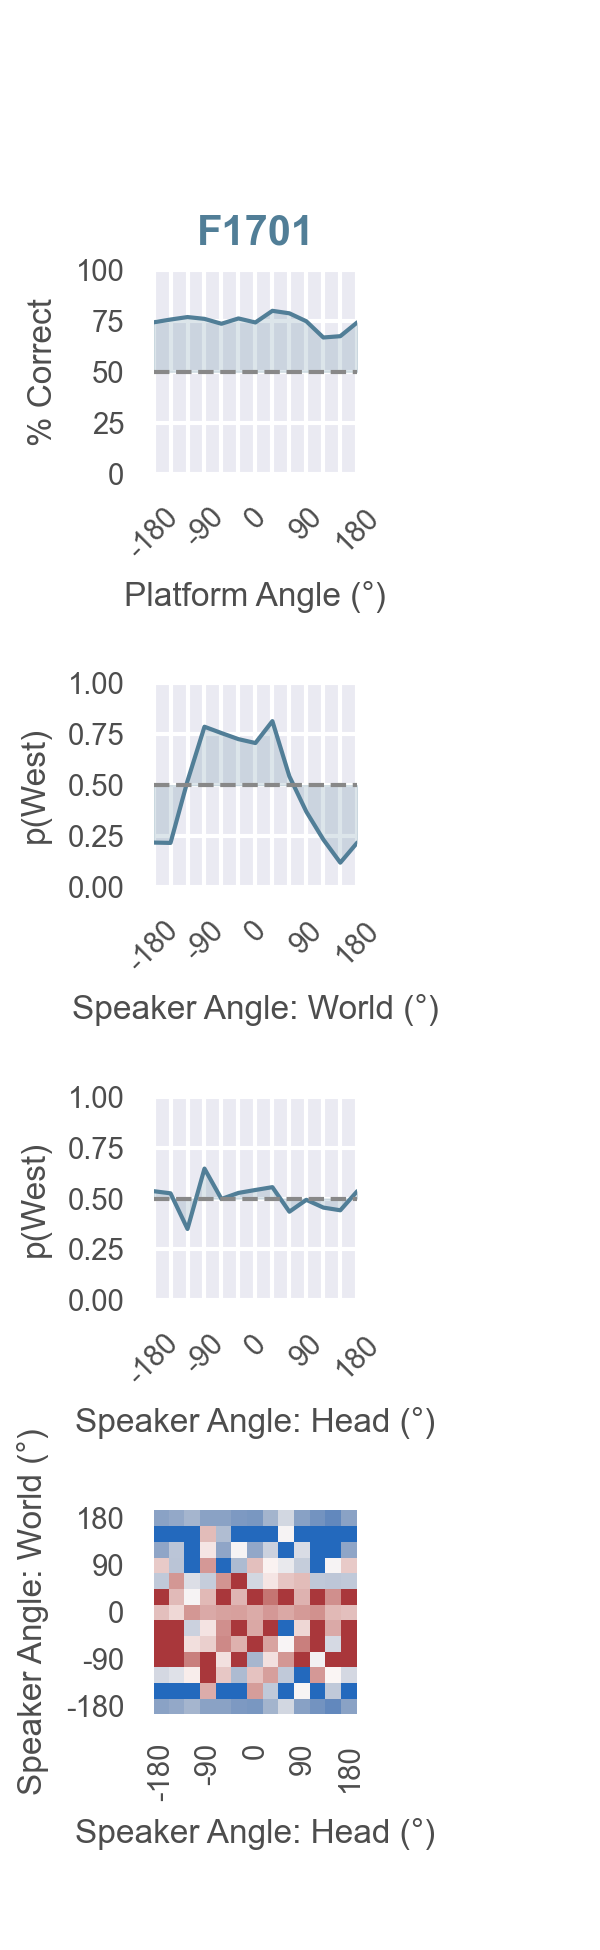 F1701
% Correct
100
75
50
25
0
-180 -90 0 90 180
Platform Angle (°)
p(West)
1.00
0.75
0.50
0.25
0.00
-180 -90 0 90 180
Speaker Angle: World (°)
p(West)
1.00
0.75
0.50
0.25
0.00
-180 -90 0 90 180
Speaker Angle: Head (°)
Speaker Angle: World (°)
180
90
0
-90
-180
-180 -90 0 90 180
Speaker Angle: Head (°)